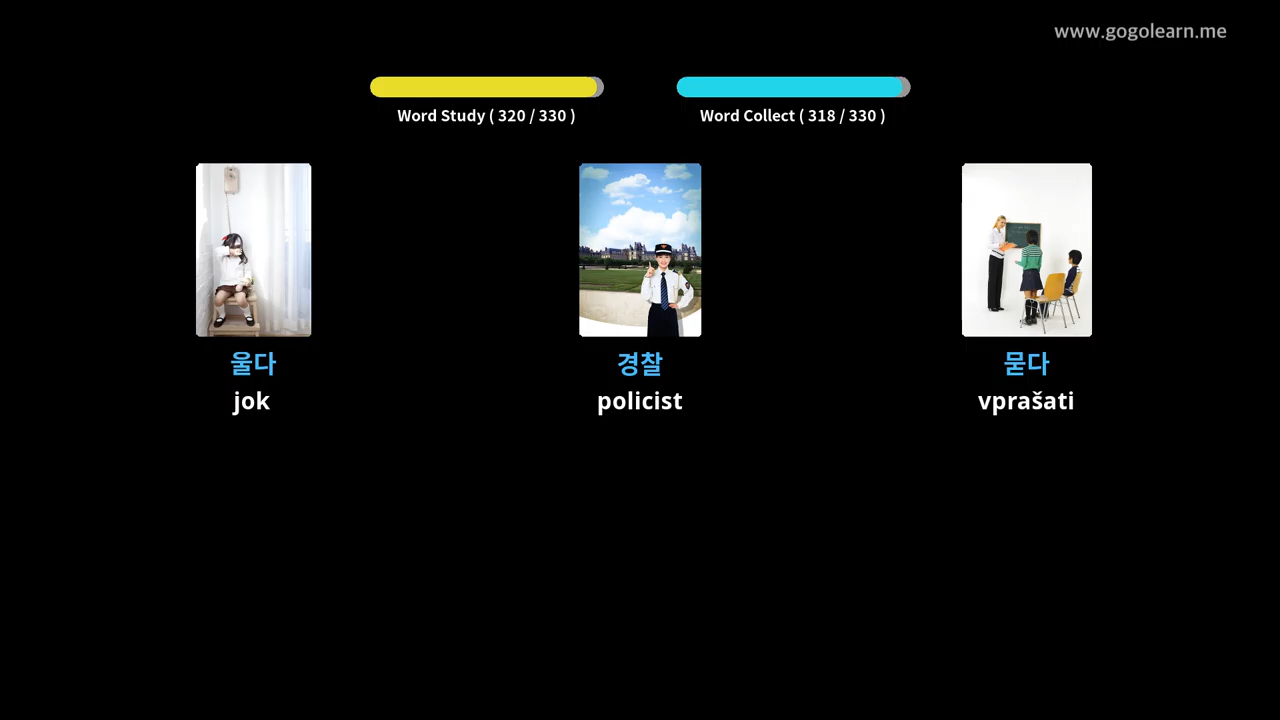 www.gogolearn.me
Word Study ( 320 / 330 )
Word Collect ( 318 / 330 )
울다
jok
경찰
policist
묻다
vprašati